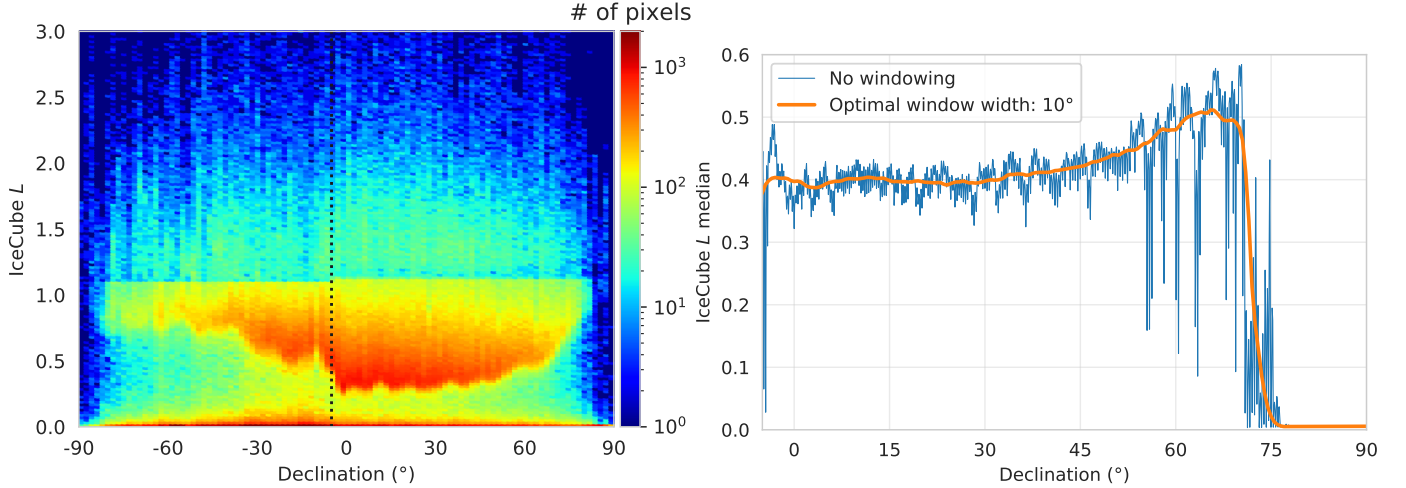 # of pixels
IceCube L
3.0
2.5
2.0
1.5
1.0
0.5
0.0
-90 -60 -30 0 30 60 90
Declination (°)
10³
10²
10¹
10⁰
No windowing
Optimal window width: 10°
IceCube L median
0.6
0.5
0.4
0.3
0.2
0.1
0.0
0 15 30 45 60 75 90
Declination (°)